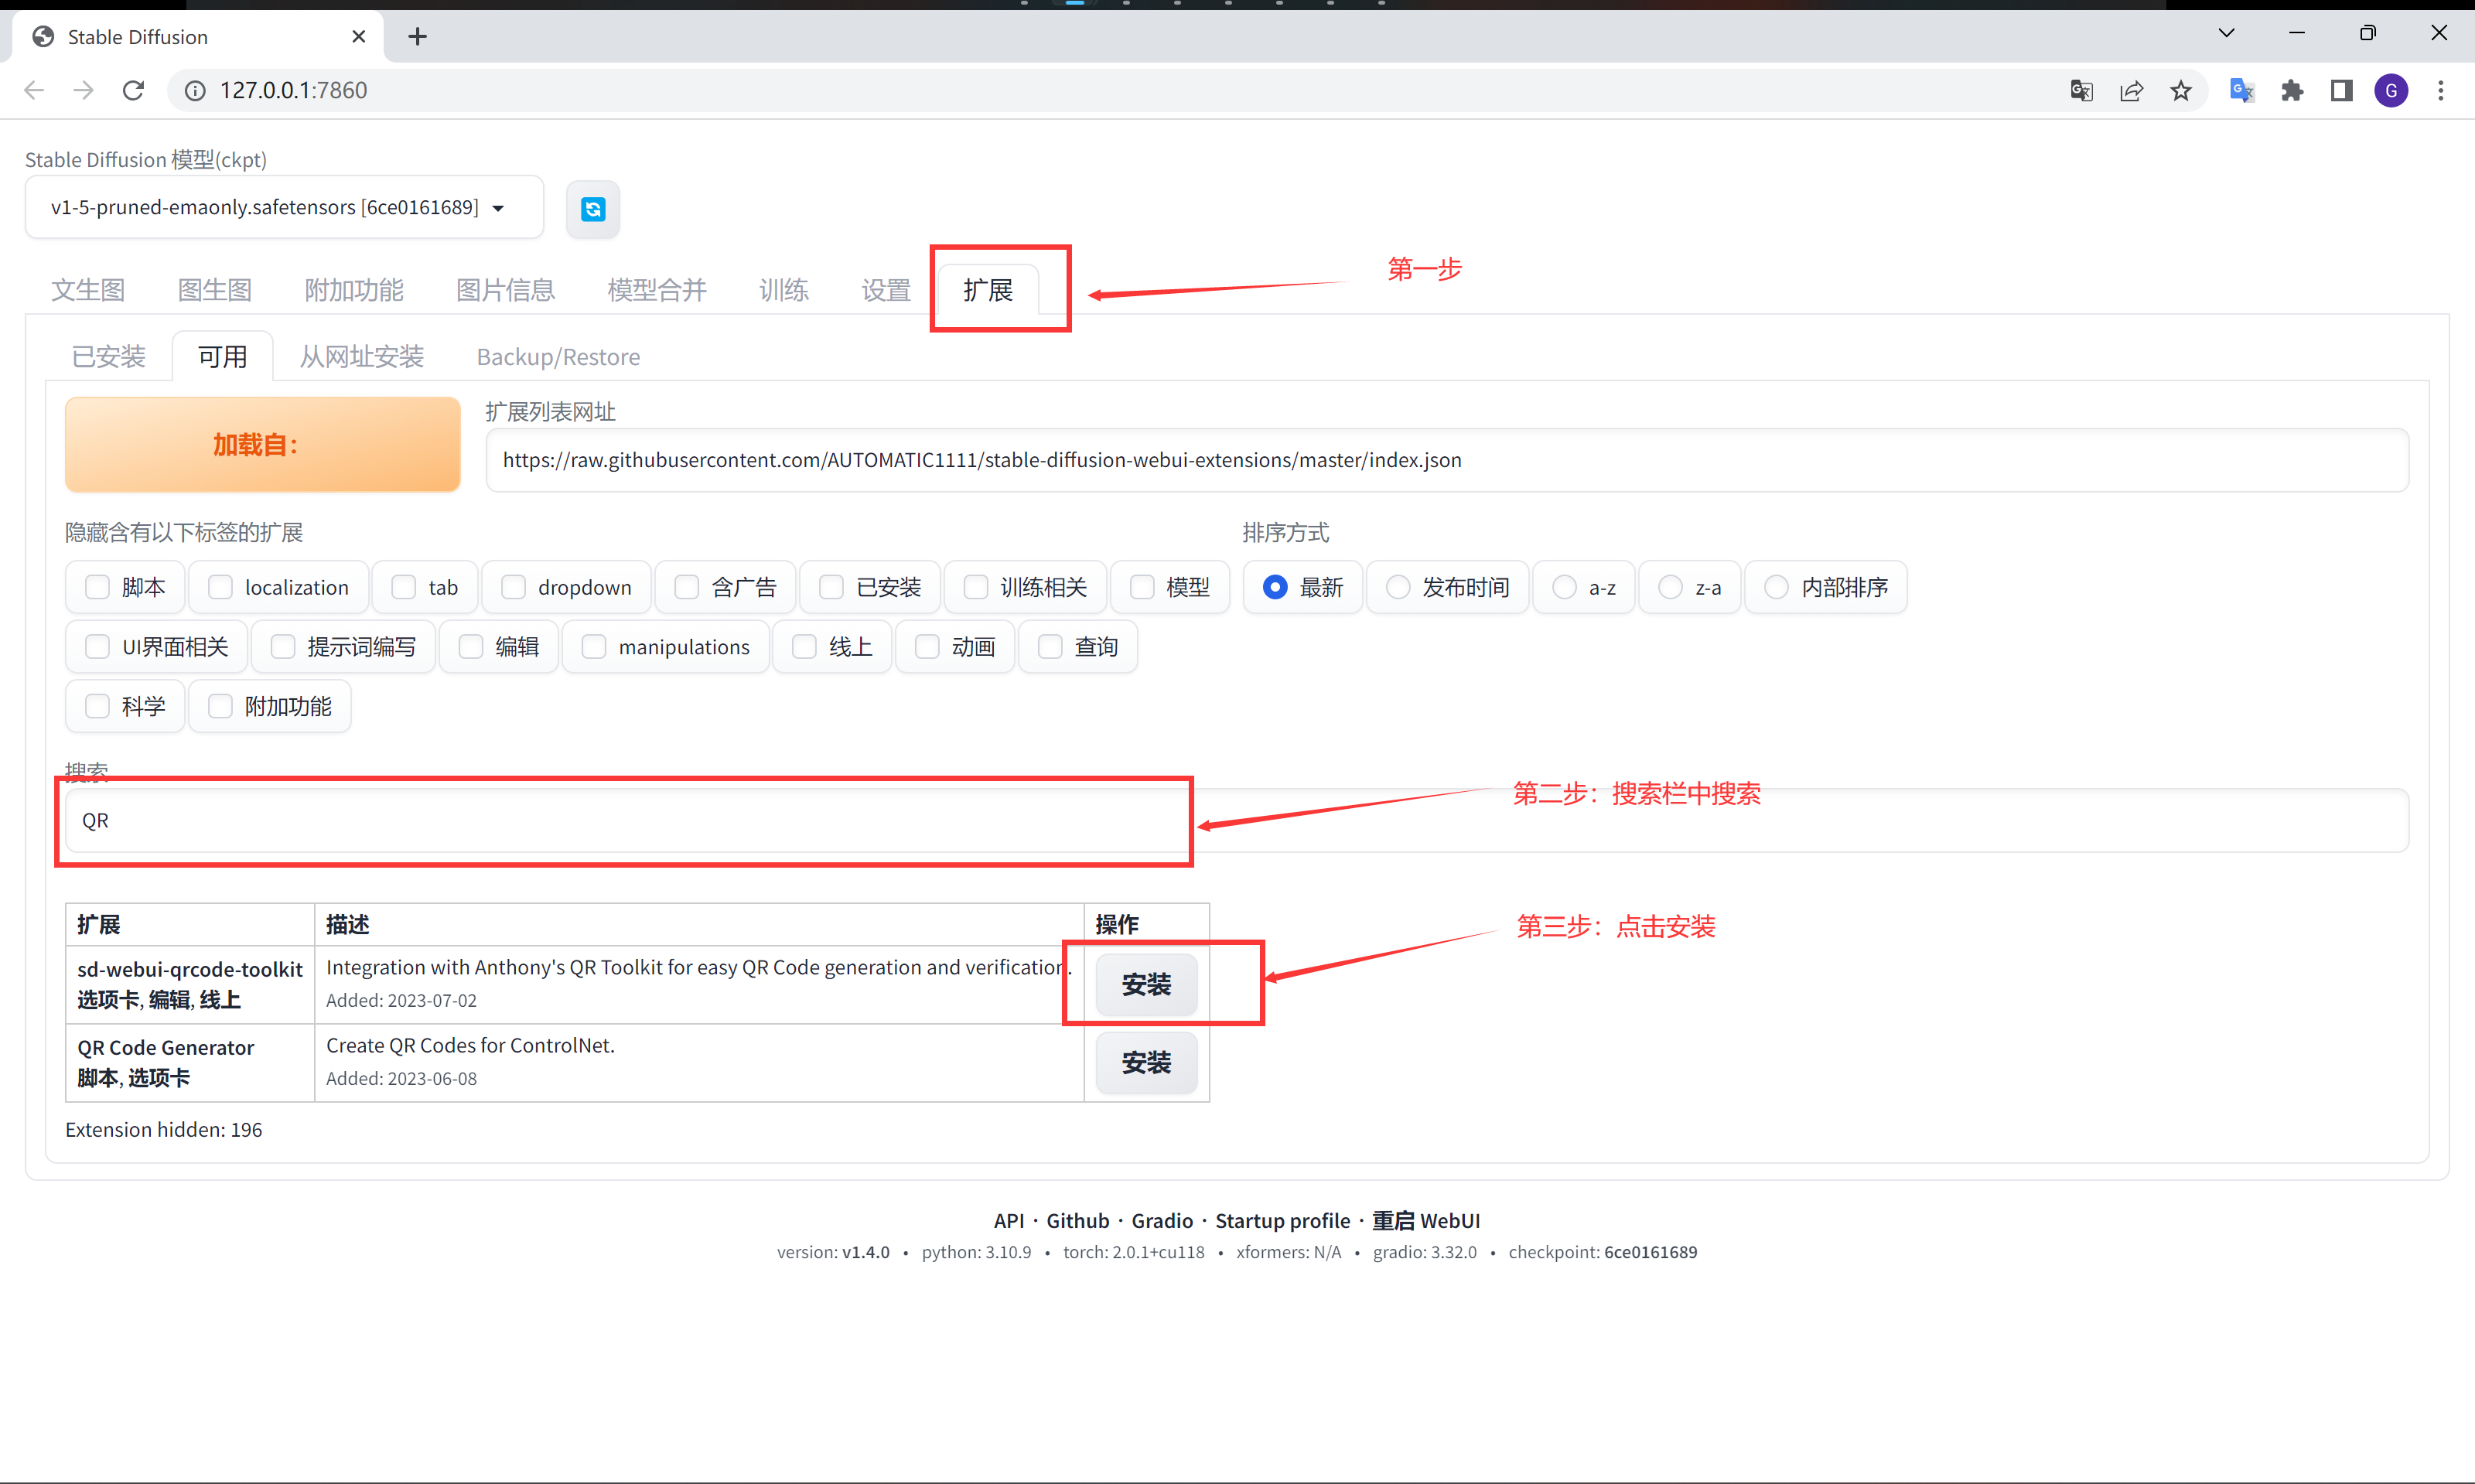 Stable Diffusion
127.0.0.1:7860
G
Stable Diffusion 模型(ckpt)
v1-5-pruned-emaonly.safetensors [6ce0161689]
文生图 图生图 附加功能 图片信息 模型合并 训练 设置 扩展
第一步
已安装 可用 从网址安装 Backup/Restore
加载自：
扩展列表网址
https://raw.githubusercontent.com/AUTOMATIC1111/stable-diffusion-webui-extensions/master/index.json
隐藏含有以下标签的扩展
脚本 localization tab dropdown 含广告 已安装 训练相关 模型
UI界面相关 提示词编写 编辑 manipulations 线上 动画 查询
科学 附加功能
排序方式
最新 发布时间 a-z z-a 内部排序
搜索
QR
第二步：搜索栏中搜索
扩展 描述 操作
第三步：点击安装
sd-webui-qrcode-toolkit
选项卡, 编辑, 线上
Integration with Anthony's QR Toolkit for easy QR Code generation and verification.
Added: 2023-07-02
安装
QR Code Generator
脚本, 选项卡
Create QR Codes for ControlNet.
Added: 2023-06-08
安装
Extension hidden: 196
API · Github · Gradio · Startup profile · 重启 WebUI
version: v1.4.0 • python: 3.10.9 • torch: 2.0.1+cu118 • xformers: N/A • gradio: 3.32.0 • checkpoint: 6ce0161689